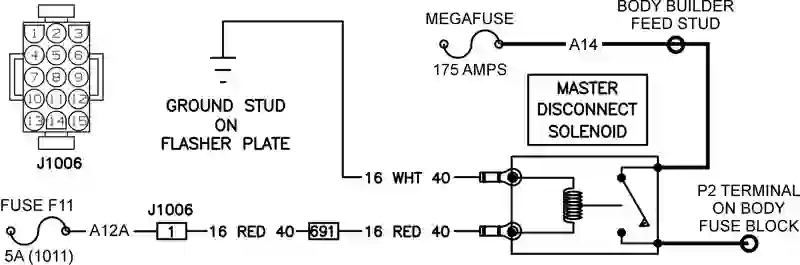 1 2 3
4 5 6
7 8 9
10 11 12
13 14 15
J1006
MEGAFUSE
175 AMPS
A14
BODY BUILDER
FEED STUD
GROUND STUD
ON
FLASHER PLATE
MASTER
DISCONNECT
SOLENOID
16 WHT 40
P2 TERMINAL
ON BODY
FUSE BLOCK
FUSE F11
5A (1011)
A12A
J1006
1
16 RED 40
691
16 RED 40